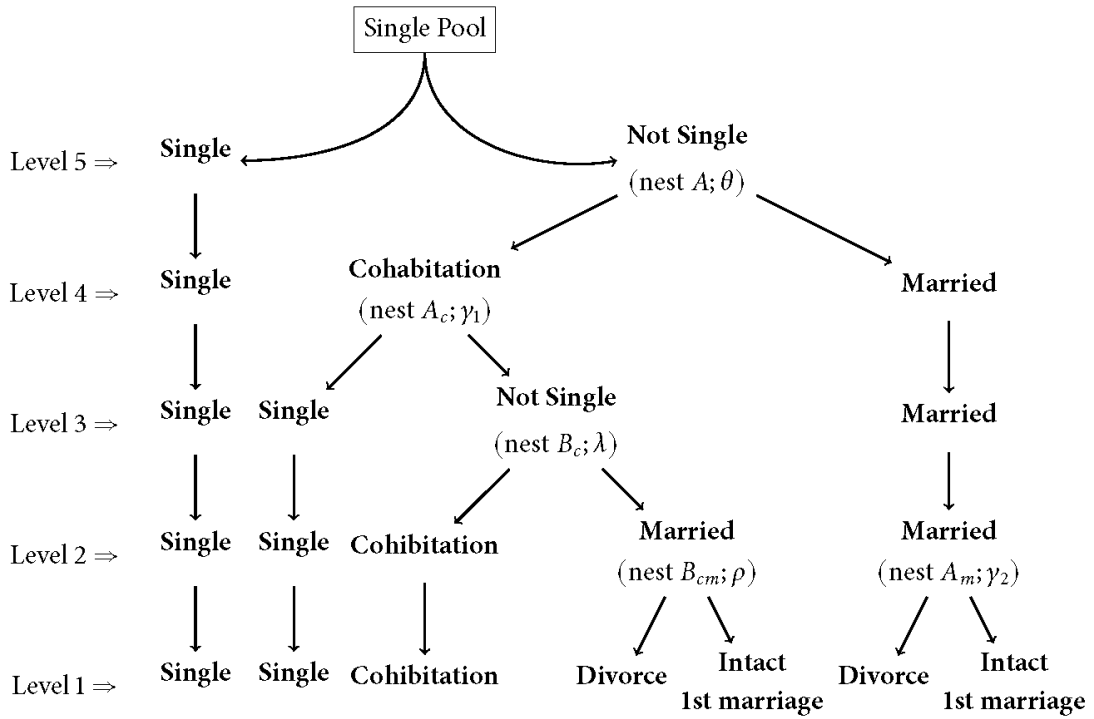 Single Pool
Level 5 ⇒
Single
Not Single
(nest A; θ)
Level 4 ⇒
Single
Cohabitation
(nest A_c; γ_1)
Married
Level 3 ⇒
Single
Single
Not Single
(nest B_c; λ)
Married
Level 2 ⇒
Single
Single
Cohibitation
Married
(nest B_cm; ρ)
Married
(nest A_m; γ_2)
Level 1 ⇒
Single
Single
Cohibitation
Divorce
Intact
1st marriage
Divorce
Intact
1st marriage